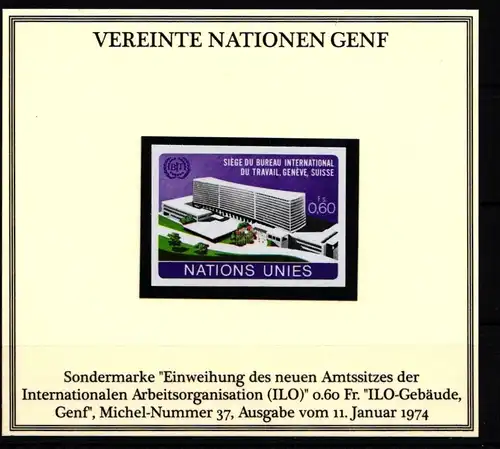 VEREINTE NATIONEN GENF
BIT
SIÈGE DU BUREAU INTERNATIONAL
DU TRAVAIL, GENÈVE, SUISSE
F.S.
0,60
NATIONS UNIES
Sondermarke "Einweihung des neuen Amtssitzes der
Internationalen Arbeitsorganisation (ILO)" 0.60 Fr. "ILO-Gebäude,
Genf", Michel-Nummer 37, Ausgabe vom 11. Januar 1974